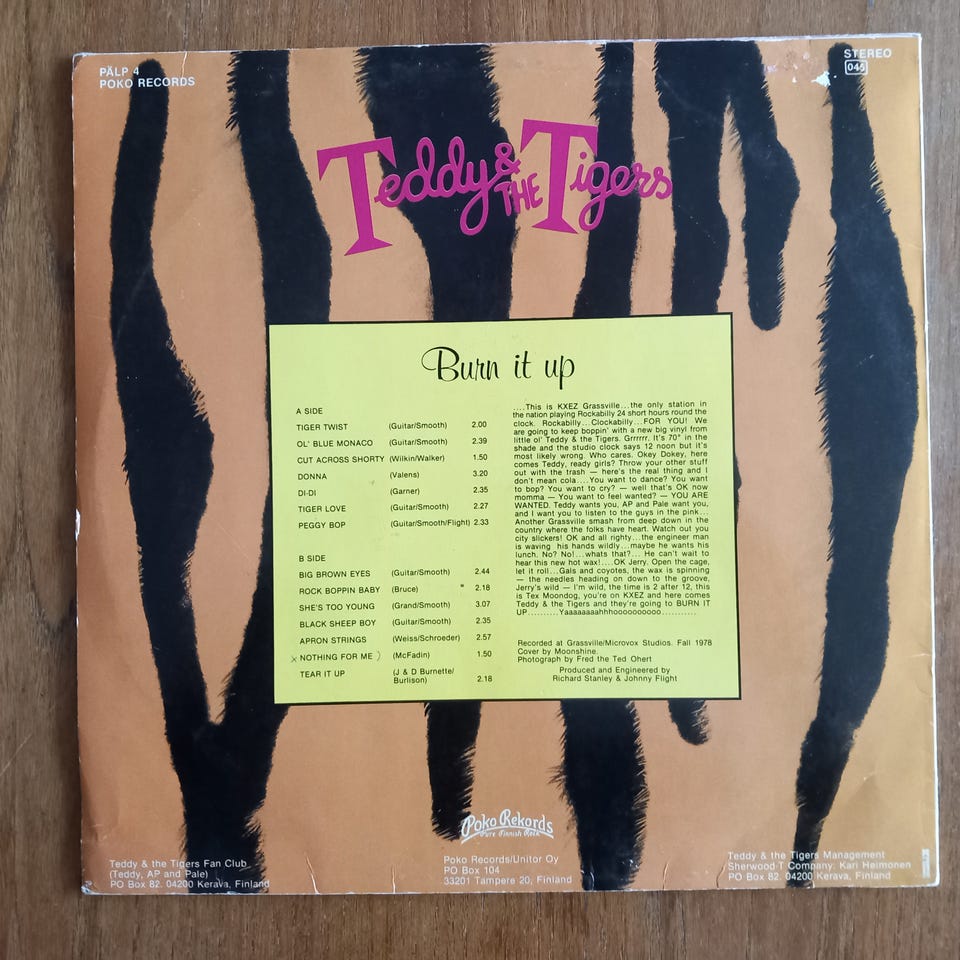 PÄLP 4
POKO RECORDS
STEREO
046
Teddy & THE Tigers
Burn it up
A SIDE
TIGER TWIST (Guitar/Smooth) 2.00
OL' BLUE MONACO (Guitar/Smooth) 2.39
CUT ACROSS SHORTY (Wilkin/Walker) 1.50
DONNA (Valens) 3.20
DI-DI (Garner) 2.35
TIGER LOVE (Guitar/Smooth) 2.27
PEGGY BOP (Guitar/Smooth/Flight) 2.33
B SIDE
BIG BROWN EYES (Guitar/Smooth) 2.44
ROCK BOPPIN BABY (Bruce) 2.18
SHE'S TOO YOUNG (Grand/Smooth) 3.07
BLACK SHEEP BOY (Guitar/Smooth) 2.35
APRON STRINGS (Weiss/Schroeder) 2.57
x NOTHING FOR ME ) (McFadin) 1.50
TEAR IT UP (J & D Burnette/
Burlison) 2.18
....This is KXEZ Grassville...the only station in
the nation playing Rockabilly 24 short hours round the
clock. Rockabilly...Clockabilly....FOR YOU! We
are going to keep boppin' with a new big vinyl from
little ol' Teddy & the Tigers. Grrrrrr. It's 70° in the
shade and the studio clock says 12 noon but it's
most likely wrong. Who cares. Okey Dokey, here
comes Teddy, ready girls? Throw your other stuff
out with the trash — here's the real thing and I
don't mean cola....You want to dance? You want
to bop? You want to cry? — well that's OK now
momma — You want to feel wanted? — YOU ARE
WANTED. Teddy wants you, AP and Pale want you,
and I want you to listen to the guys in the pink...
Another Grassville smash from deep down in the
country where the folks have heart. Watch out you
city slickers! OK and all righty...the engineer man
is waving his hands wildly...maybe he wants his
lunch. No? No!...whats that?... He can't wait to
hear this new hot wax!....OK Jerry. Open the cage,
let it roll...Gals and coyotes, the wax is spinning
— the needles heading on down to the groove,
Jerry's wild — I'm wild, the time is 2 after 12, this
is Tex Moondog, you're on KXEZ and here comes
Teddy & the Tigers and they're going to BURN IT
UP..........Yaaaaaaaahhhoooooooooo...........
Recorded at Grassville/Microvox Studios. Fall 1978
Cover by Moonshine.
Photograph by Fred the Ted Ohert
Produced and Engineered by
Richard Stanley & Johnny Flight
Poko Rekords
Pure Finnish Rock
Teddy & the Tigers Fan Club
(Teddy, AP and Pale)
PO Box 82. 04200 Kerava, Finland
Poko Records/Unitor Oy
PO Box 104
33201 Tampere 20, Finland
Teddy & the Tigers Management
Sherwood-T Company: Kari Heimonen
PO Box 82. 04200 Kerava, Finland